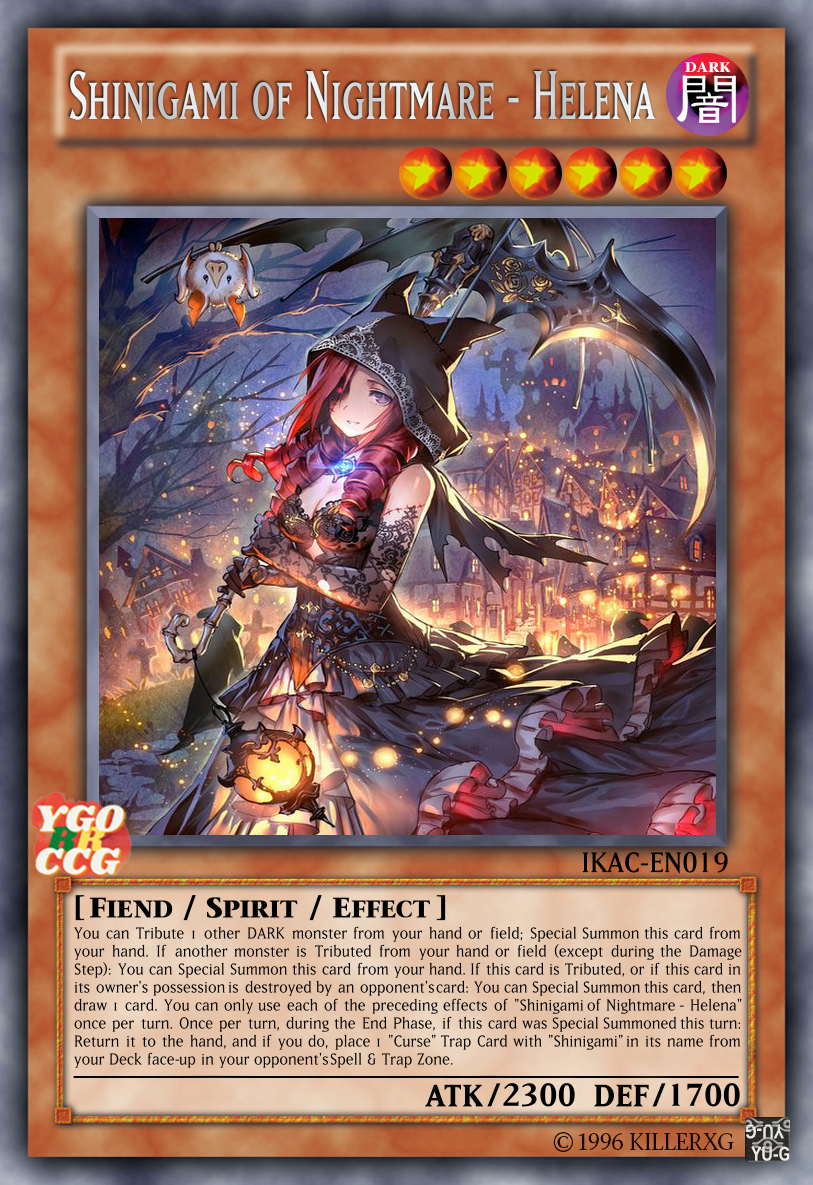 Shinigami of Nightmare - Helena
DARK
闇
YGO
RR
CCG
IKAC-EN019
[ Fiend / Spirit / Effect ]
You can Tribute 1 other DARK monster from your hand or field; Special Summon this card from
your hand. If another monster is Tributed from your hand or field (except during the Damage
Step): You can Special Summon this card from your hand. If this card is Tributed, or if this card in
its owner's possession is destroyed by an opponent's card: You can Special Summon this card, then
draw 1 card. You can only use each of the preceding effects of "Shinigami of Nightmare - Helena"
once per turn. Once per turn, during the End Phase, if this card was Special Summoned this turn:
Return it to the hand, and if you do, place 1 "Curse" Trap Card with "Shinigami" in its name from
your Deck face-up in your opponent's Spell & Trap Zone.
ATK/2300 DEF/1700
© 1996 KILLERXG
YU-G
YU-G